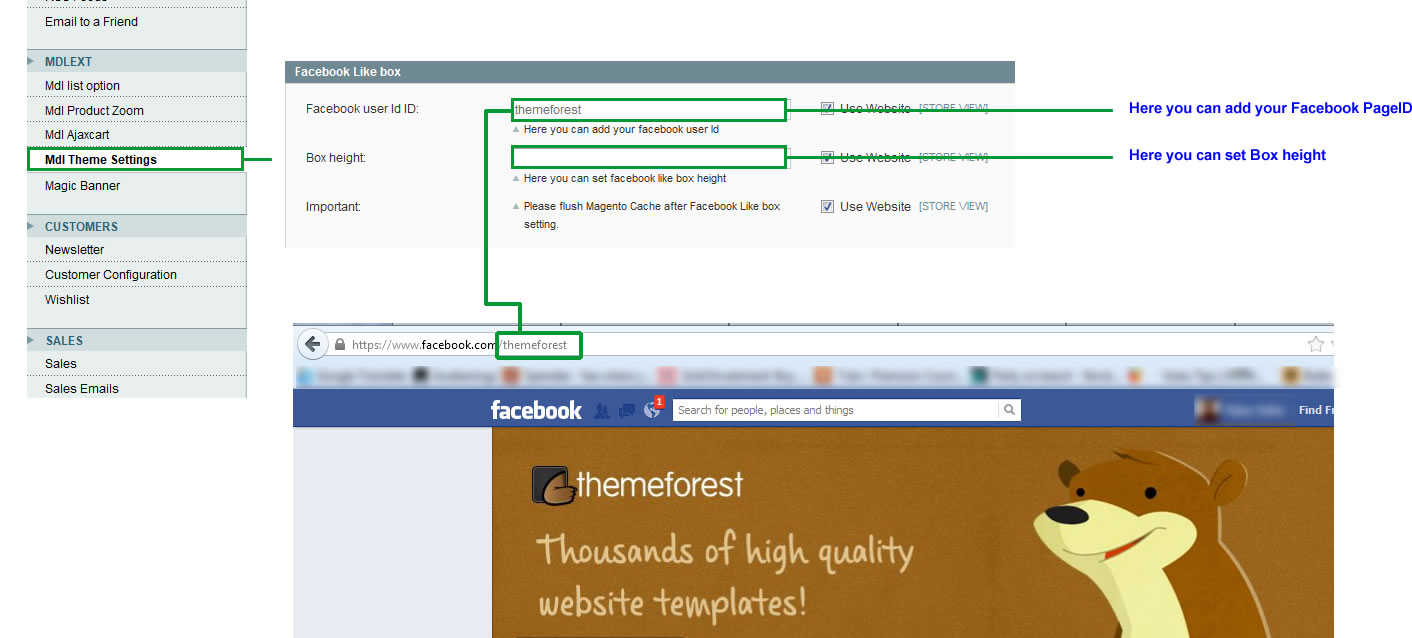 Email to a Friend
MDLEXT
Mdl list option
Mdl Product Zoom
Mdl Ajaxcart
Mdl Theme Settings
Magic Banner
CUSTOMERS
Newsletter
Customer Configuration
Wishlist
SALES
Sales
Sales Emails
Facebook Like box
Facebook user Id ID:
themeforest
Use Website [STORE VIEW]
Here you can add your Facebook PageID
Here you can add your facebook user Id
Box height:
Use Website [STORE VIEW]
Here you can set Box height
Here you can set facebook like box height
Important:
Please flush Magento Cache after Facebook Like box
setting.
Use Website [STORE VIEW]
https://www.facebook.com/themeforest
facebook
1
Search for people, places and things
Find Fr
themeforest
Thousands of high quality
website templates!